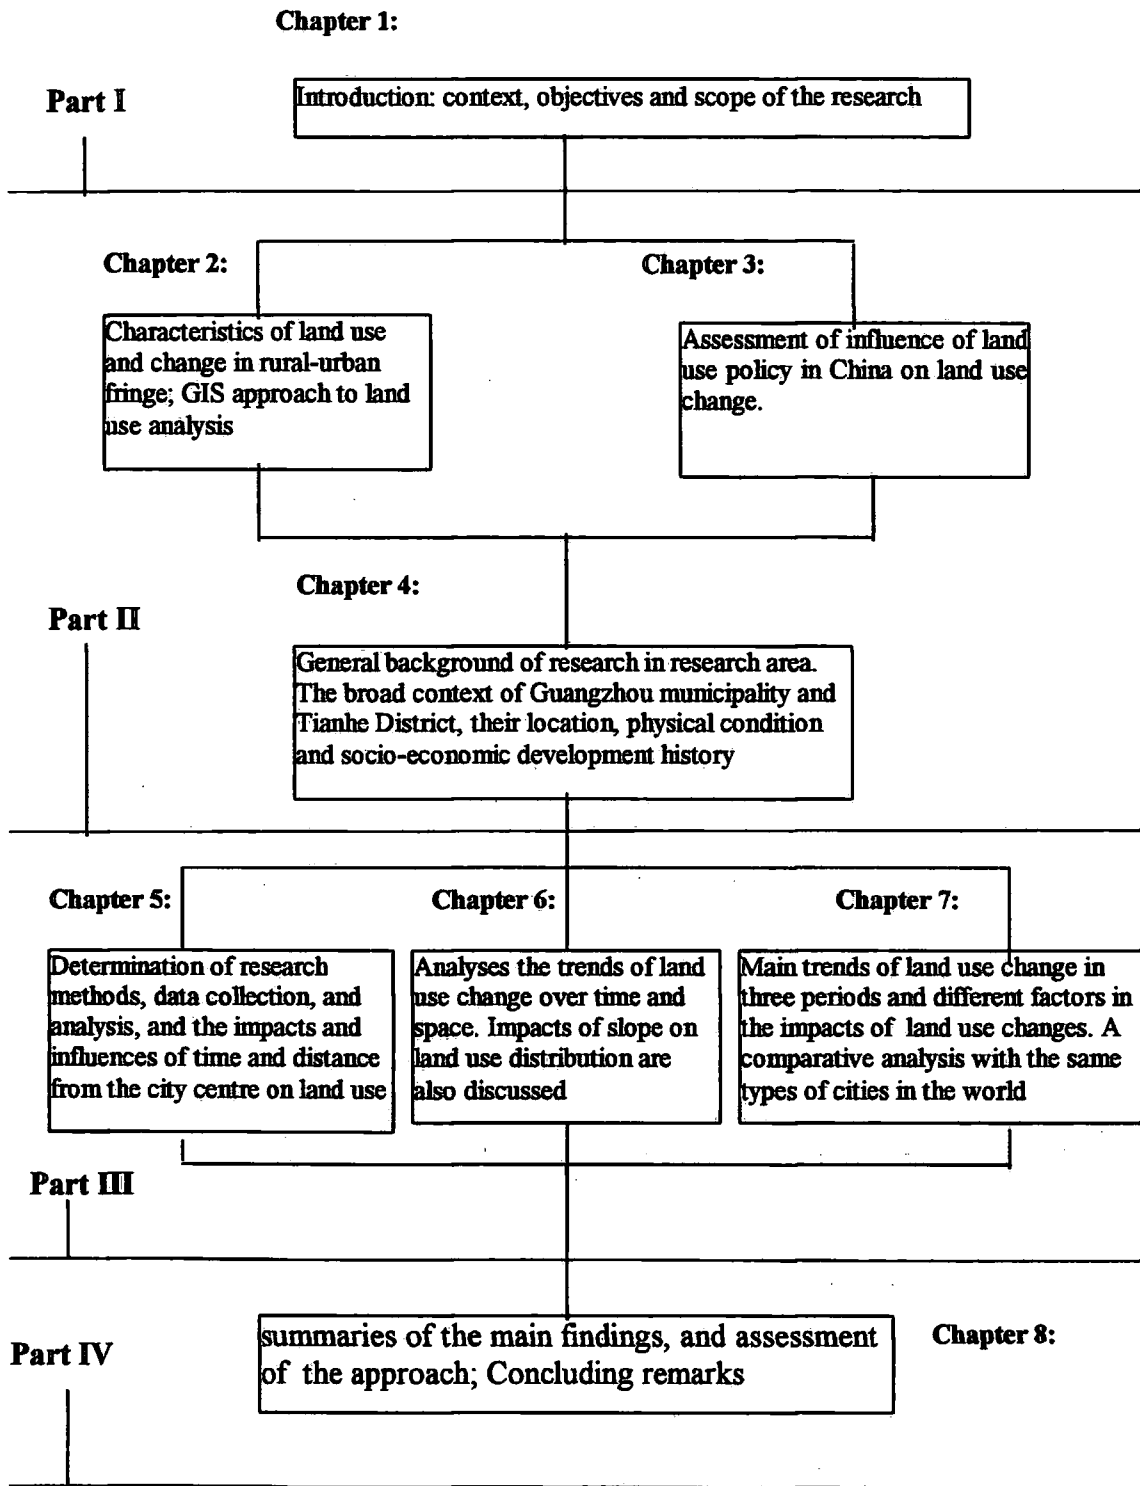 Chapter 1:
Part I
Introduction: context, objectives and scope of the research
Chapter 2:
Chapter 3:
Characteristics of land use
and change in rural-urban
fringe; GIS approach to land
use analysis
Assessment of influence of land
use policy in China on land use
change.
Chapter 4:
Part II
General background of research in research area.
The broad context of Guangzhou municipality and
Tianhe District, their location, physical condition
and socio-economic development history
Chapter 5:
Chapter 6:
Chapter 7:
Determination of research
methods, data collection, and
analysis, and the impacts and
influences of time and distance
from the city centre on land use
Analyses the trends of land
use change over time and
space. Impacts of slope on
land use distribution are
also discussed
Main trends of land use change in
three periods and different factors in
the impacts of land use changes. A
comparative analysis with the same
types of cities in the world
Part III
summaries of the main findings, and assessment
of the approach; Concluding remarks
Chapter 8:
Part IV